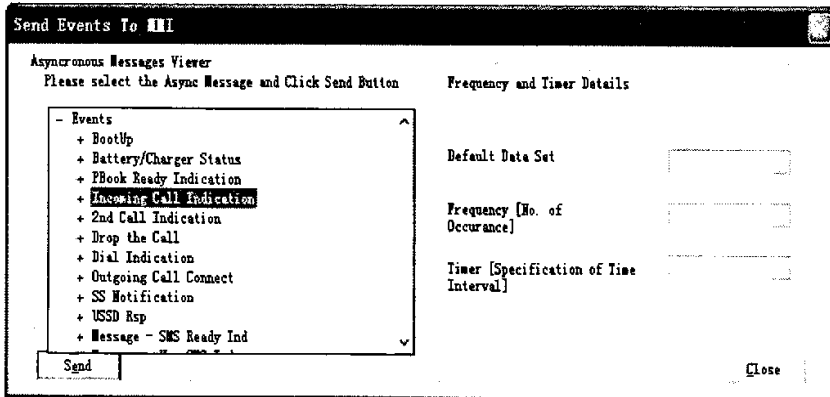 Send Events To MMI
Asyncronous Messages Viewer
Please select the Async Message and Click Send Button
Frequency and Timer Details
- Events
+ BootUp
+ Battery/Charger Status
+ PBook Ready Indication
+ Incoming Call Indication
+ 2nd Call Indication
+ Drop the Call
+ Dial Indication
+ Outgoing Call Connect
+ SS Notification
+ USSD Rsp
+ Message - SMS Ready Ind
Default Data Set
Frequency [No. of
Occurance]
Timer [Specification of Time
Interval]
Send
Close